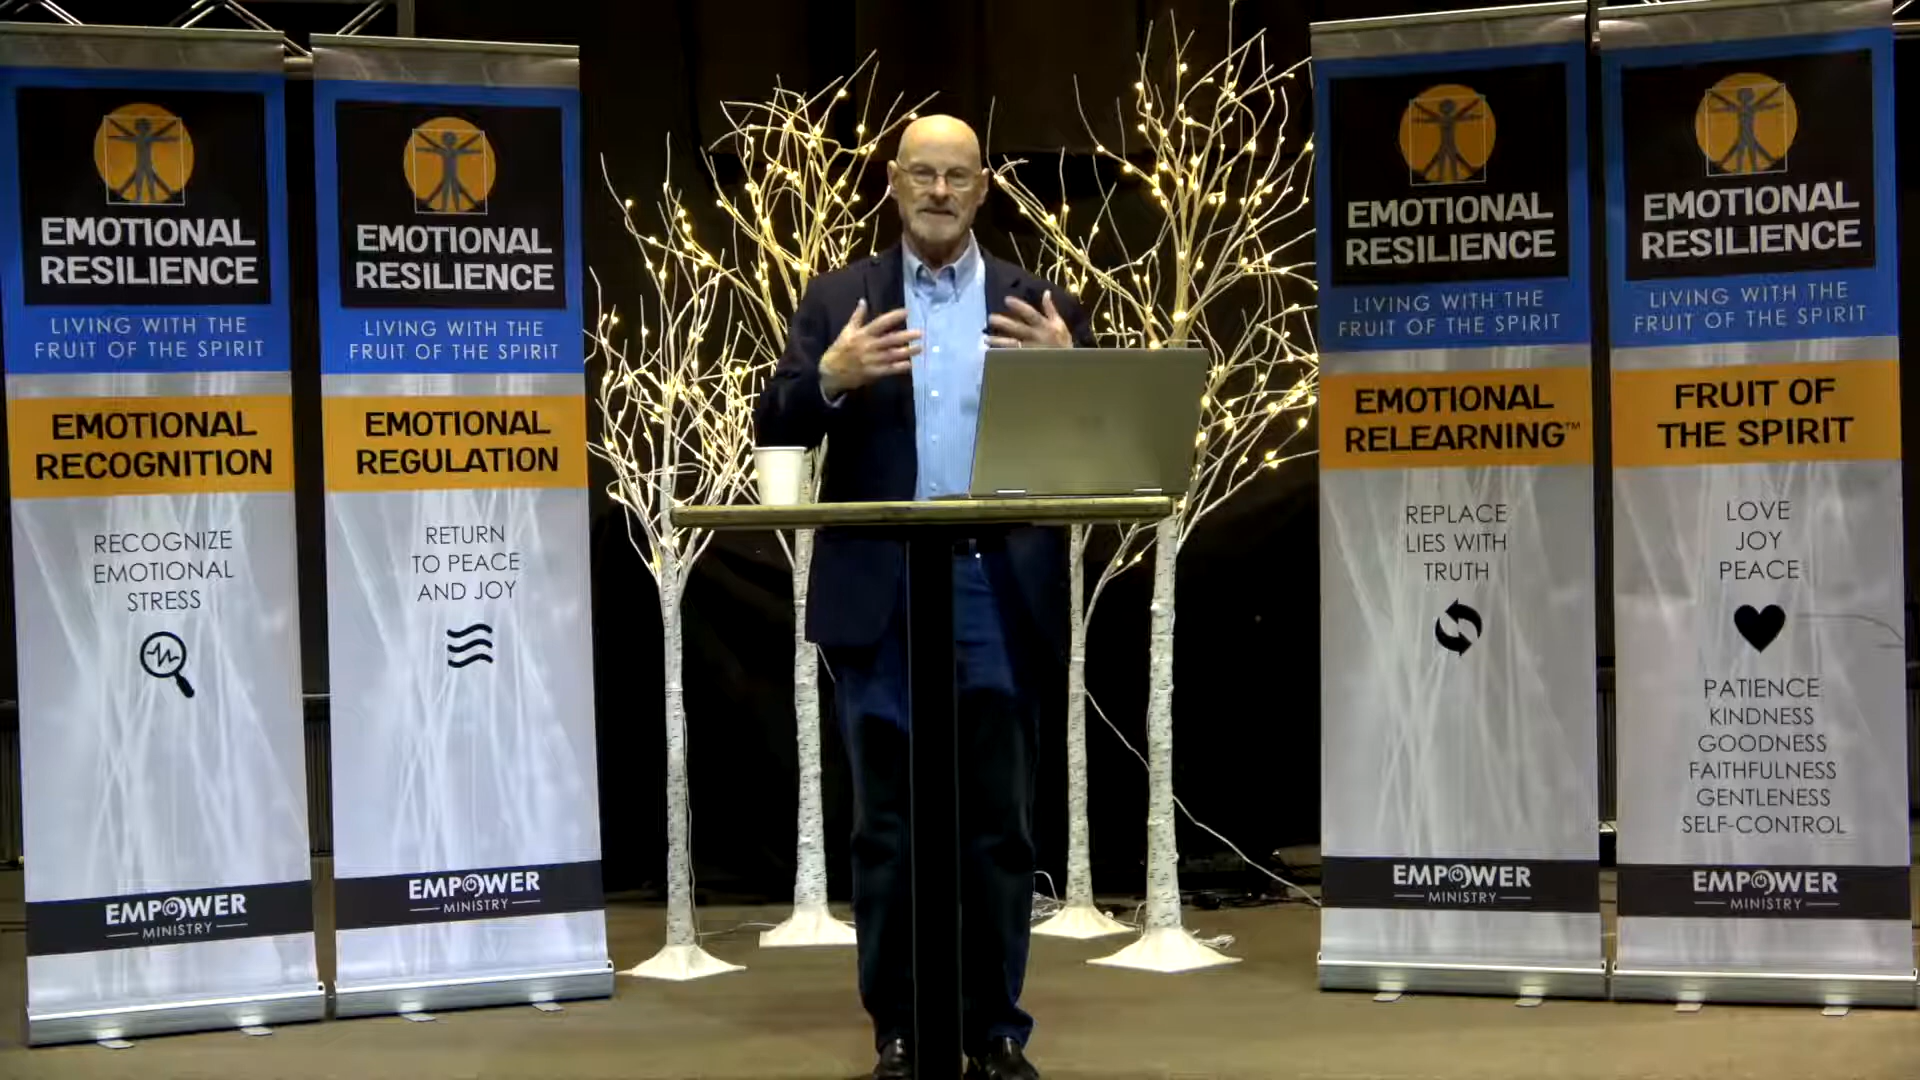 EMOTIONAL
RESILIENCE
LIVING WITH THE
FRUIT OF THE SPIRIT
EMOTIONAL
RECOGNITION
RECOGNIZE
EMOTIONAL
STRESS
EMPOWER
MINISTRY
EMOTIONAL
RESILIENCE
LIVING WITH THE
FRUIT OF THE SPIRIT
EMOTIONAL
REGULATION
RETURN
TO PEACE
AND JOY
EMPOWER
MINISTRY
EMOTIONAL
RESILIENCE
LIVING WITH THE
FRUIT OF THE SPIRIT
EMOTIONAL
RELEARNING™
REPLACE
LIES WITH
TRUTH
EMPOWER
MINISTRY
EMOTIONAL
RESILIENCE
LIVING WITH THE
FRUIT OF THE SPIRIT
FRUIT OF
THE SPIRIT
LOVE
JOY
PEACE
PATIENCE
KINDNESS
GOODNESS
FAITHFULNESS
GENTLENESS
SELF-CONTROL
EMPOWER
MINISTRY